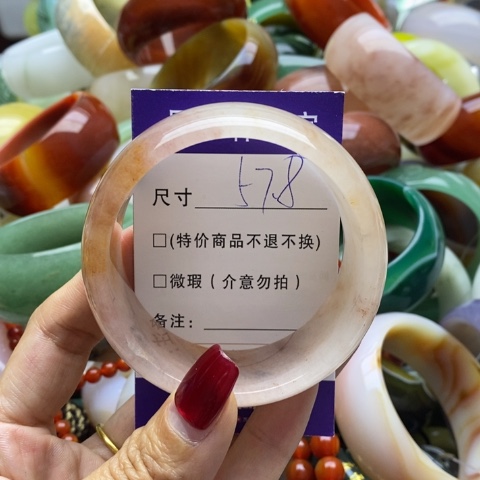 尺寸 57.8
□(特价商品不退不换)
□微瑕(介意勿拍)
备注: